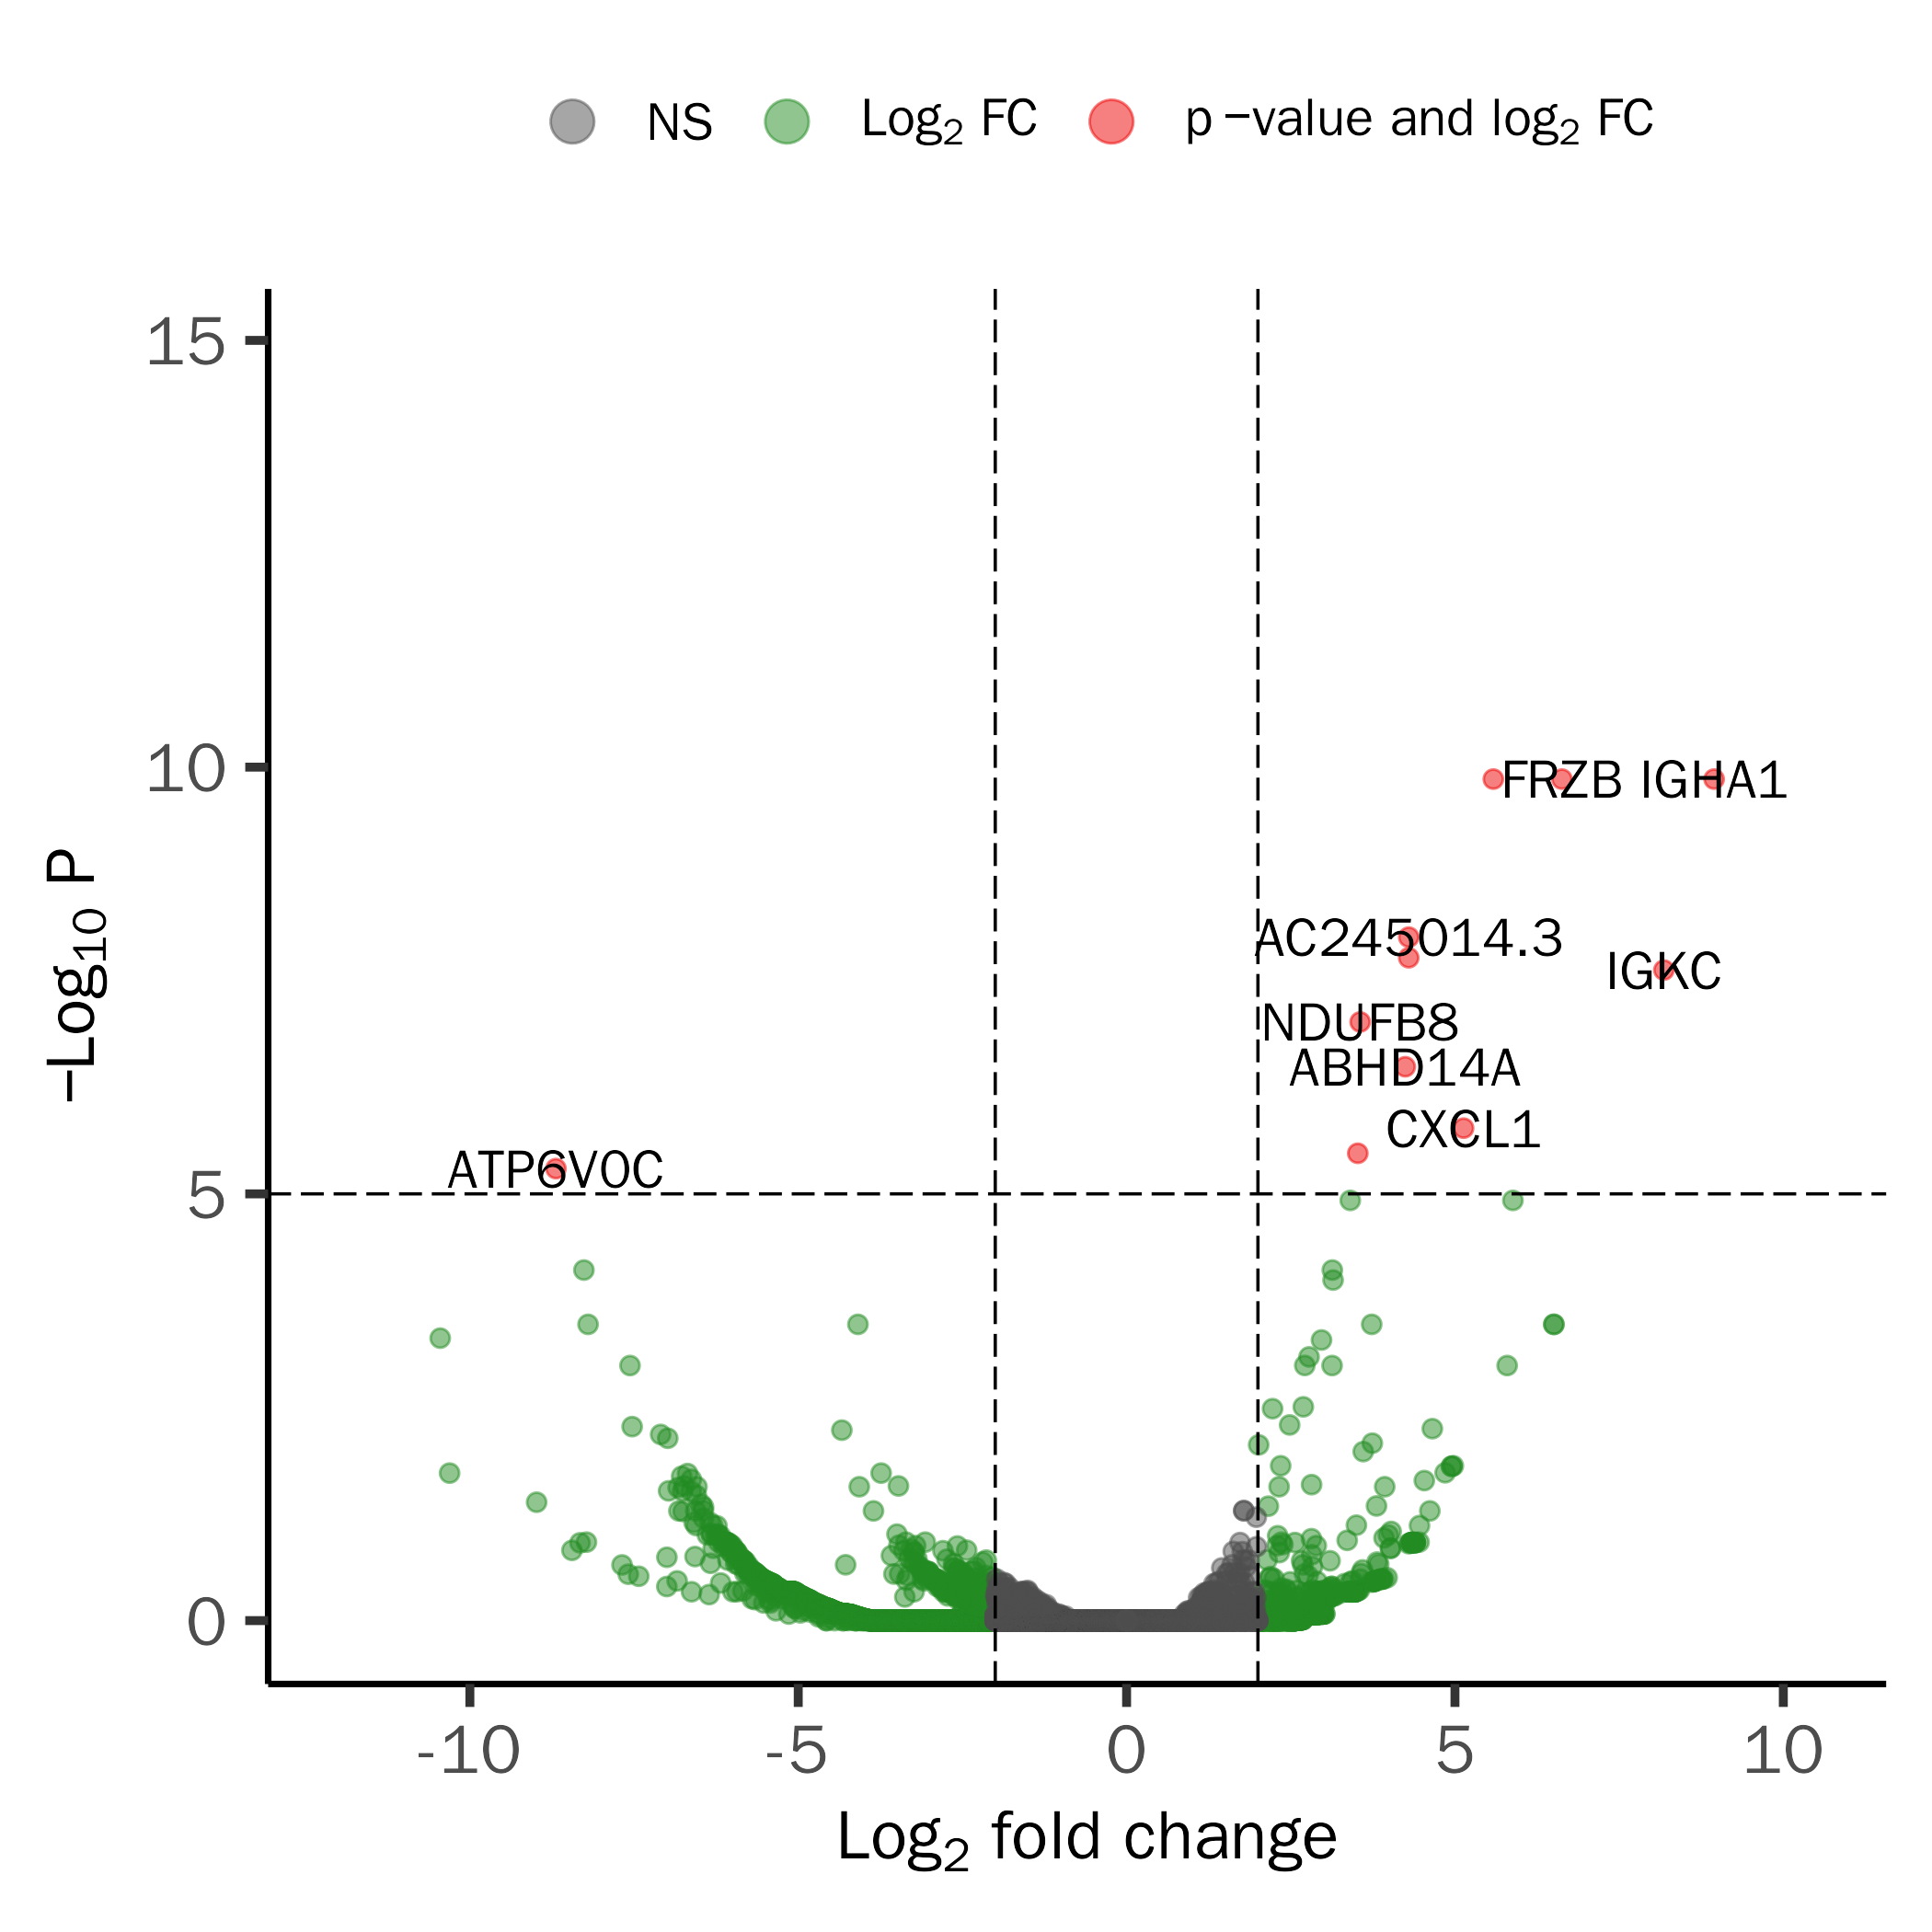 NS Log2 FC p −value and log2 FC
15
10
5
0
−Log10 P
FRZB IGHA1
AC245014.3
IGKC
NDUFB8
ABHD14A
CXCL1
ATP6V0C
-10 -5 0 5 10
Log2 fold change